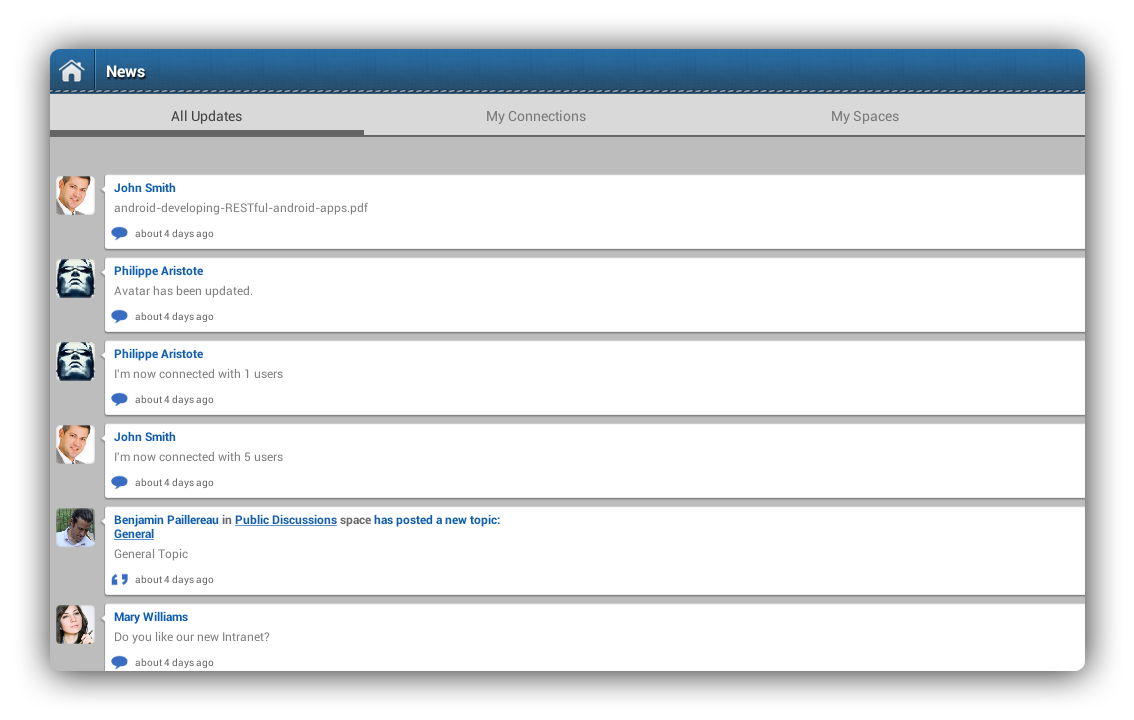 News
All Updates
My Connections
My Spaces
John Smith
android-developing-RESTful-android-apps.pdf
about 4 days ago
Philippe Aristote
Avatar has been updated.
about 4 days ago
Philippe Aristote
I'm now connected with 1 users
about 4 days ago
John Smith
I'm now connected with 5 users
about 4 days ago
Benjamin Paillereau in Public Discussions space has posted a new topic:
General
General Topic
about 4 days ago
Mary Williams
Do you like our new Intranet?
about 4 days ago